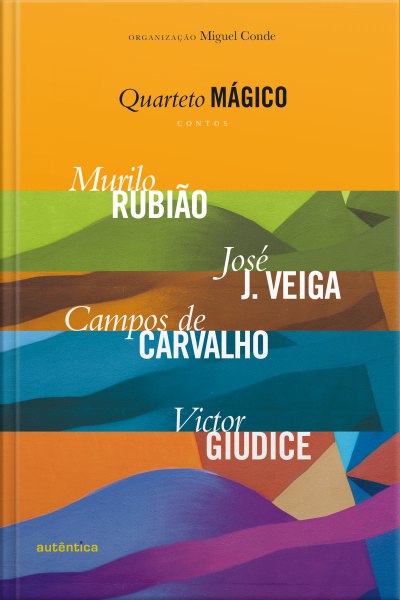 ORGANIZAÇÃO Miguel Conde
Quarteto MÁGICO
CONTOS
Murilo
RUBIÃO
José
J. VEIGA
Campos de
CARVALHO
Victor
GIUDICE
autêntica